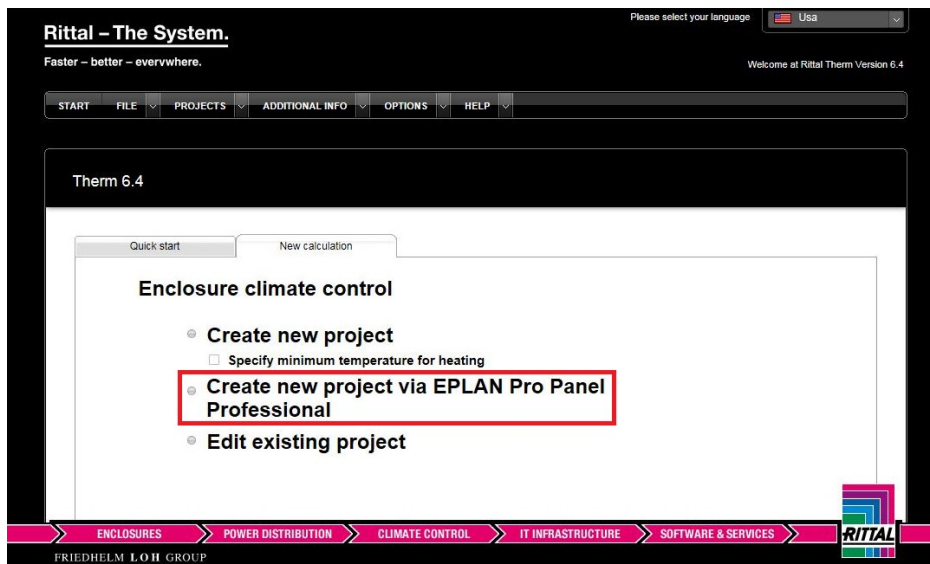 Please select your language
Usa
Rittal – The System.
Faster – better – everywhere.
Welcome at Rittal Therm Version 6.4
START FILE PROJECTS ADDITIONAL INFO OPTIONS HELP
Therm 6.4
Quick start
New calculation
Enclosure climate control
Create new project
Specify minimum temperature for heating
Create new project via EPLAN Pro Panel
Professional
Edit existing project
ENCLOSURES POWER DISTRIBUTION CLIMATE CONTROL IT INFRASTRUCTURE SOFTWARE & SERVICES
RITTAL
FRIEDHELM LOH GROUP